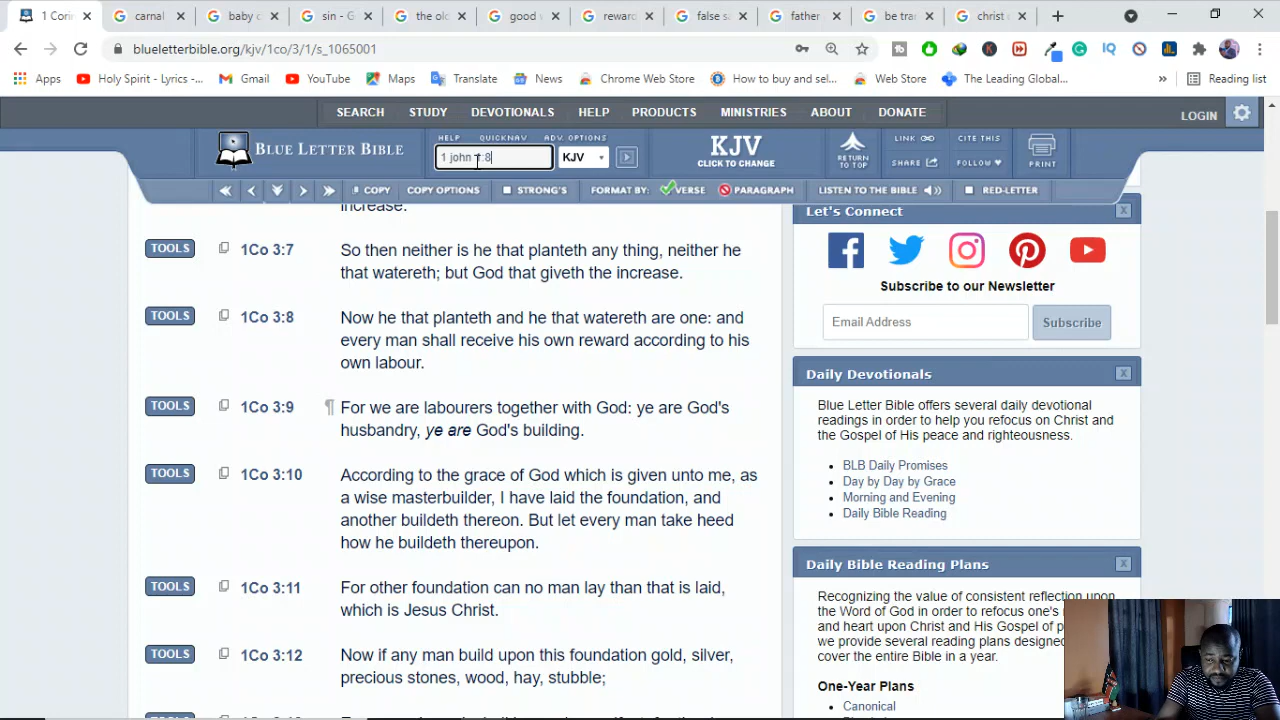 1 Corin
carnal
baby c
sin - G
the old
good v
reward
false sa
father
be tra
christ e
blueletterbible.org/kjv/1co/3/1/s_1065001
Apps
Holy Spirit - Lyrics -...
Gmail
YouTube
Maps
Translate
News
Chrome Web Store
How to buy and sel...
Web Store
The Leading Global...
»
Reading list
SEARCH
STUDY
DEVOTIONALS
HELP
PRODUCTS
MINISTRIES
ABOUT
DONATE
LOGIN
BLUE LETTER BIBLE
HELP
QUICKNAV
ADV. OPTIONS
KJV
KJV
CLICK TO CHANGE
RETURN
TO TOP
LINK
CITE THIS
SHARE
FOLLOW
PRINT
COPY
COPY OPTIONS
STRONG'S
FORMAT BY:
VERSE
PARAGRAPH
LISTEN TO THE BIBLE
RED-LETTER
increase.
TOOLS
1Co 3:7
So then neither is he that planteth any thing, neither he
that watereth; but God that giveth the increase.
TOOLS
1Co 3:8
Now he that planteth and he that watereth are one: and
every man shall receive his own reward according to his
own labour.
TOOLS
1Co 3:9
¶ For we are labourers together with God: ye are God's
husbandry, ye are God's building.
TOOLS
1Co 3:10
According to the grace of God which is given unto me, as
a wise masterbuilder, I have laid the foundation, and
another buildeth thereon. But let every man take heed
how he buildeth thereupon.
TOOLS
1Co 3:11
For other foundation can no man lay than that is laid,
which is Jesus Christ.
TOOLS
1Co 3:12
Now if any man build upon this foundation gold, silver,
precious stones, wood, hay, stubble;
Let's Connect
Subscribe to our Newsletter
Email Address
Subscribe
Daily Devotionals
Blue Letter Bible offers several daily devotional
readings in order to help you refocus on Christ and
the Gospel of His peace and righteousness.
BLB Daily Promises
Day by Day by Grace
Morning and Evening
Daily Bible Reading
Daily Bible Reading Plans
Recognizing the value of consistent reflection upon
the Word of God in order to refocus one's
and heart upon Christ and His Gospel of
we provide several reading plans designed
cover the entire Bible in a year.
One-Year Plans
Canonical